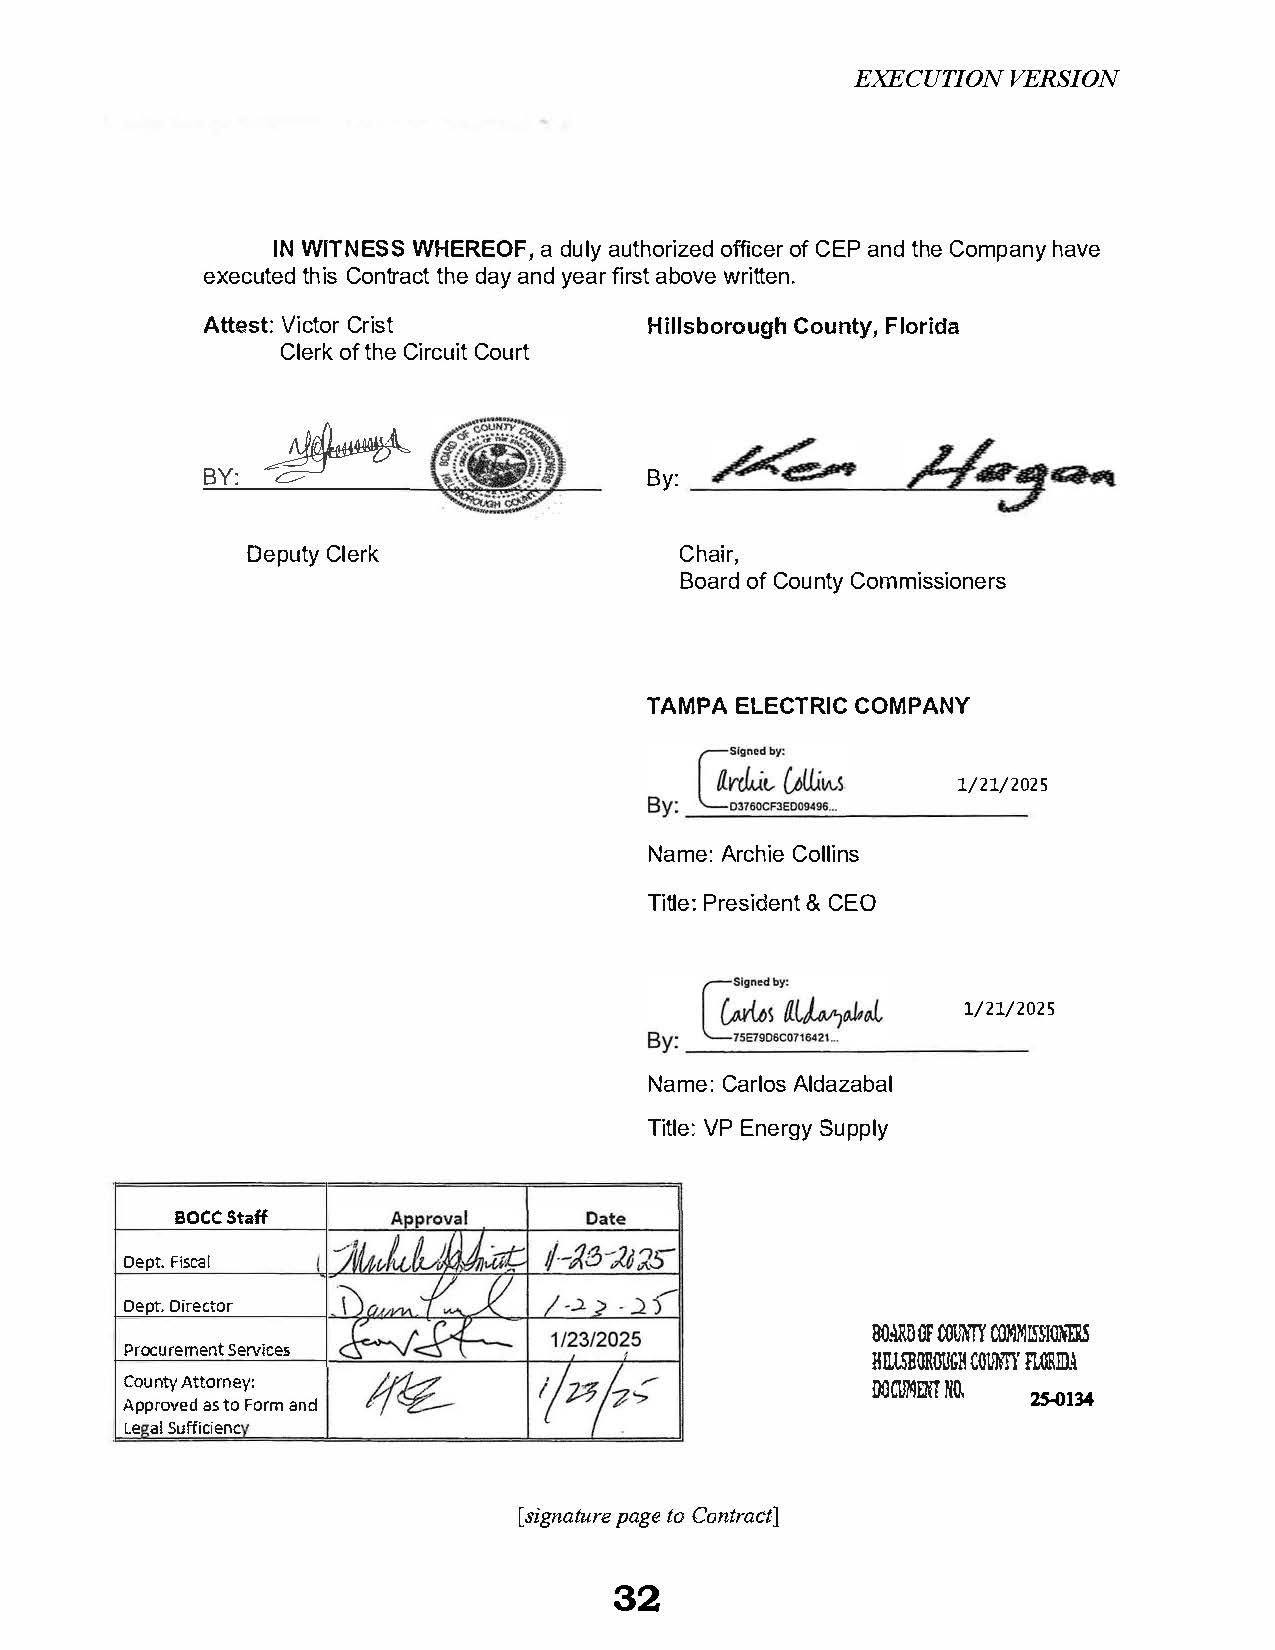 EXECUTION VERSION
IN WITNESS WHEREOF, a duly authorized officer of CEP and the Company have
executed this Contract the day and year first above written.
Attest: Victor Crist
Clerk of the Circuit Court
Hillsborough County, Florida
BY:
BOARD OF COUNTY COMMISSIONERS
HILLSBOROUGH COUNTY
By: Ken Hagan
Deputy Clerk
Chair,
Board of County Commissioners
TAMPA ELECTRIC COMPANY
Signed by:
Archie Collins
1/21/2025
By: D3760CF3ED09496...
Name: Archie Collins
Title: President & CEO
Signed by:
Carlos Aldazabal
1/21/2025
By: 75E79D6C0716421...
Name: Carlos Aldazabal
Title: VP Energy Supply
BOCC Staff Approval Date
Dept. Fiscal 1-23-2025
Dept. Director 1-23-25
Procurement Services 1/23/2025
County Attorney:
Approved as to Form and
Legal Sufficiency
1/23/25
BOARD OF COUNTY COMMISSIONERS
HILLSBOROUGH COUNTY FLORIDA
DOCUMENT NO. 25-0134
[signature page to Contract]
32